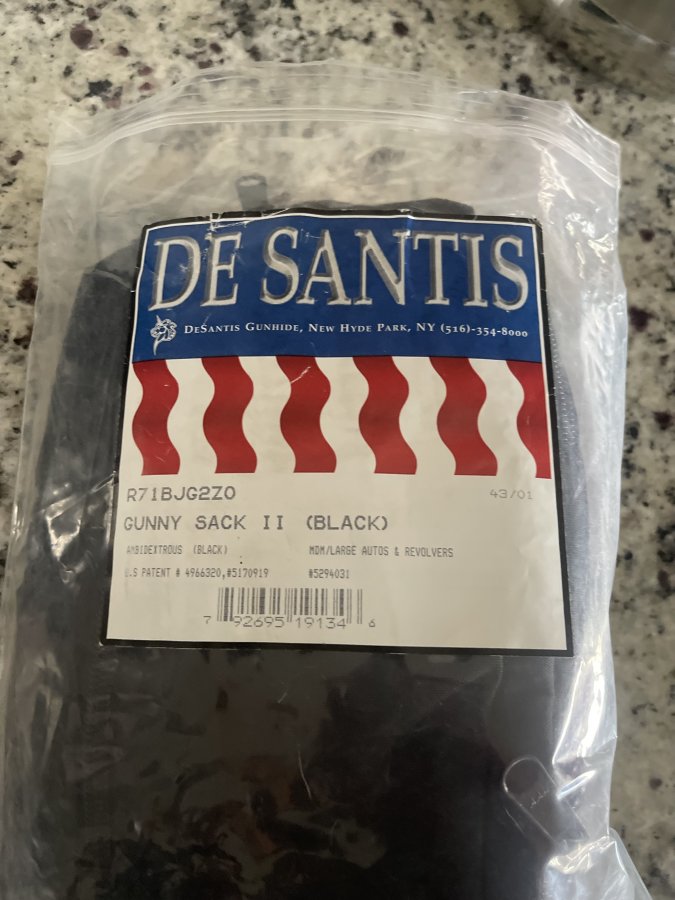 DE SANTIS
DESANTIS GUNHIDE, NEW HYDE PARK, NY (516)-354-8000
R71BJG2Z0 43/01
GUNNY SACK II (BLACK)
AMBIDEXTROUS (BLACK) MDM/LARGE AUTOS & REVOLVERS
U.S PATENT # 4966320,#5170919 #5294031
7 92695 19134 6